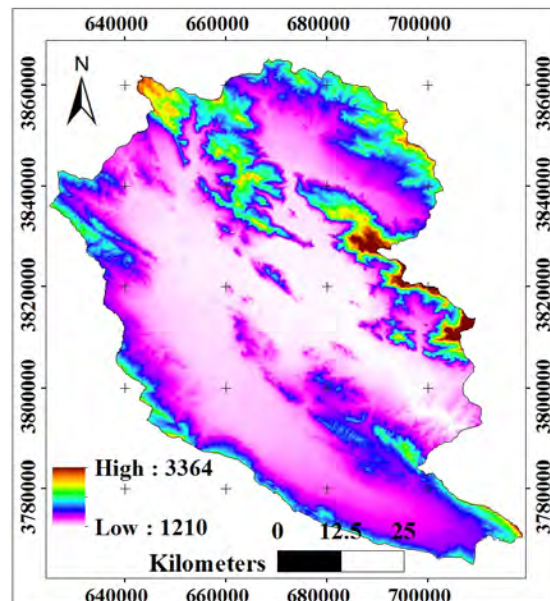 640000 660000 680000 700000
N
3860000 3860000
3840000 3840000
3820000 3820000
3800000 3800000
3780000 3780000
High : 3364
Low : 1210
0 12.5 25
Kilometers
640000 660000 680000 700000